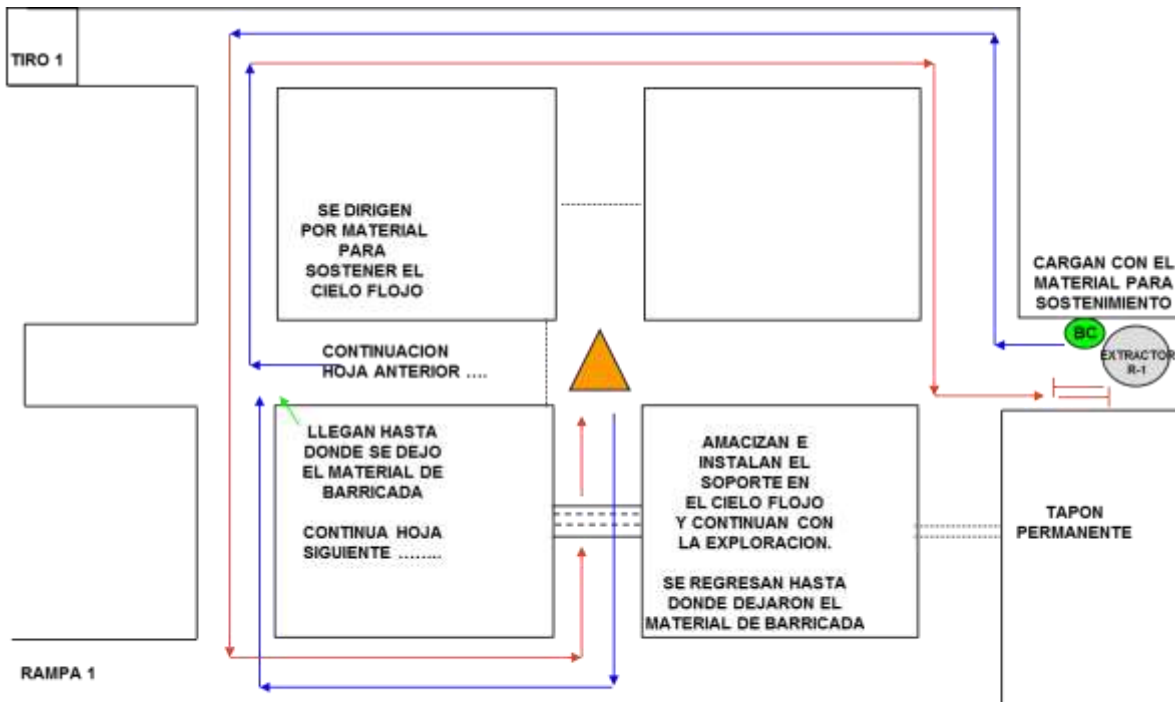 TIRO 1
SE DIRIGEN
POR MATERIAL
PARA
SOSTENER EL
CIELO FLOJO
CARGAN CON EL
MATERIAL PARA
SOSTENIMIENTO
BC
EXTRACTOR
R-1
CONTINUACION
HOJA ANTERIOR ....
LLEGAN HASTA
DONDE SE DEJO
EL MATERIAL DE
BARRICADA
CONTINUA HOJA
SIGUIENTE ........
AMACIZAN E
INSTALAN EL
SOPORTE EN
EL CIELO FLOJO
Y CONTINUAN CON
LA EXPLORACION.
SE REGRESAN HASTA
DONDE DEJARON EL
MATERIAL DE BARRICADA
TAPON
PERMANENTE
RAMPA 1